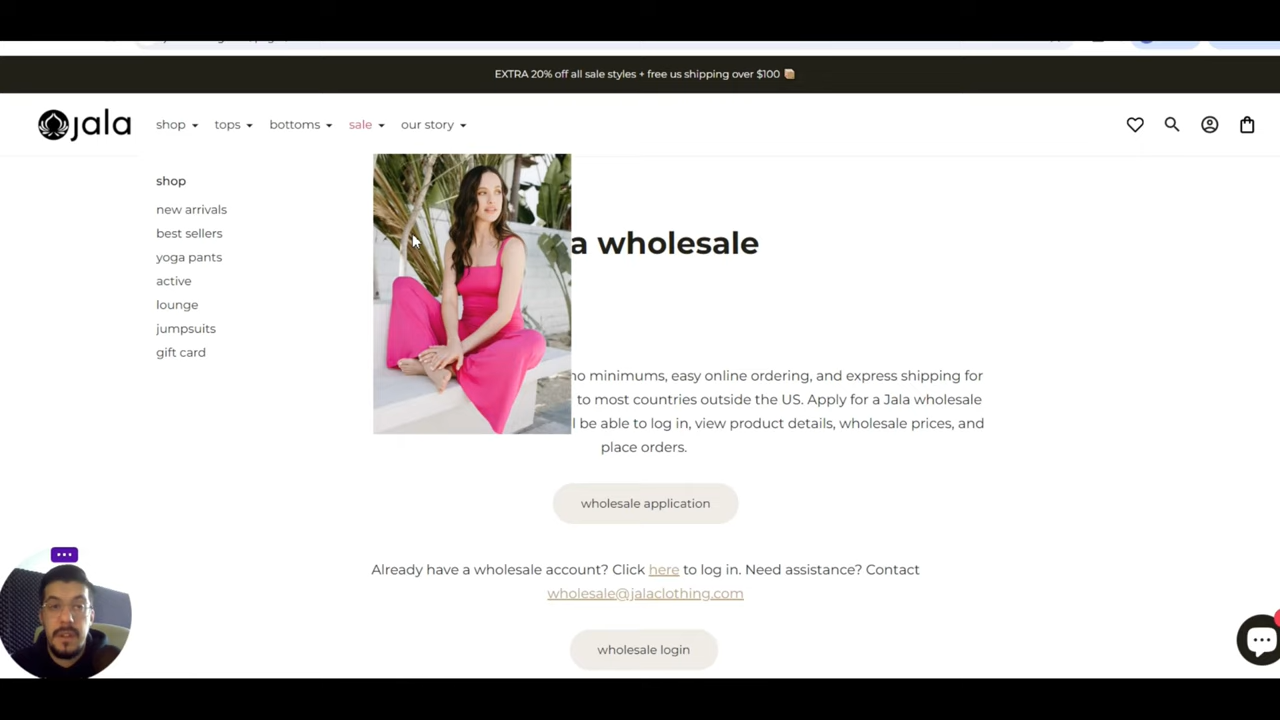 EXTRA 20% off all sale styles + free us shipping over $100
jala
shop
tops
bottoms
sale
our story
shop
new arrivals
best sellers
yoga pants
active
lounge
jumpsuits
gift card
a wholesale
no minimums, easy online ordering, and express shipping for
to most countries outside the US. Apply for a Jala wholesale
be able to log in, view product details, wholesale prices, and
place orders.
wholesale application
Already have a wholesale account? Click here to log in. Need assistance? Contact
wholesale@jalaclothing.com
wholesale login